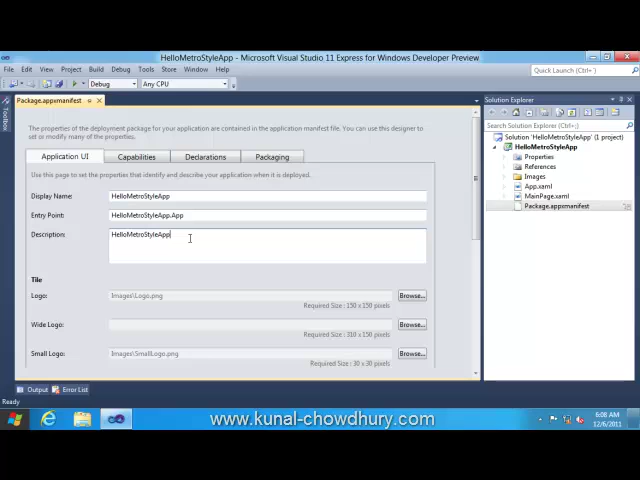 HelloMetroStyleApp - Microsoft Visual Studio 11 Express for Windows Developer Preview
File Edit View Project Build Debug Tools Test Window Help
Quick Launch (Ctrl+Q)
Debug Any CPU
Package.appxmanifest
Solution Explorer
Toolbox
Search Solution Explorer (Ctrl+;)
The properties of the deployment package for your application are contained in the application manifest file. You can use this designer to
set or modify many of the properties.
Solution 'HelloMetroStyleApp' (1 project)
HelloMetroStyleApp
Properties
References
Images
App.xaml
MainPage.xaml
Package.appxmanifest
Application UI Capabilities Declarations Packaging
Use this page to set the properties that identify and describe your application when it is deployed.
Display Name: HelloMetroStyleApp
Entry Point: HelloMetroStyleApp.App
Description: HelloMetroStyleApp
Tile
Logo: Images\Logo.png Browse...
Required Size : 150 x 150 pixels
Wide Logo: Browse...
Required Size : 310 x 150 pixels
Small Logo: Images\SmallLogo.png Browse...
Required Size : 30 x 30 pixels
Output Error List
Ready
www.kunal-chowdhury.com
6:08 AM
12/6/2011